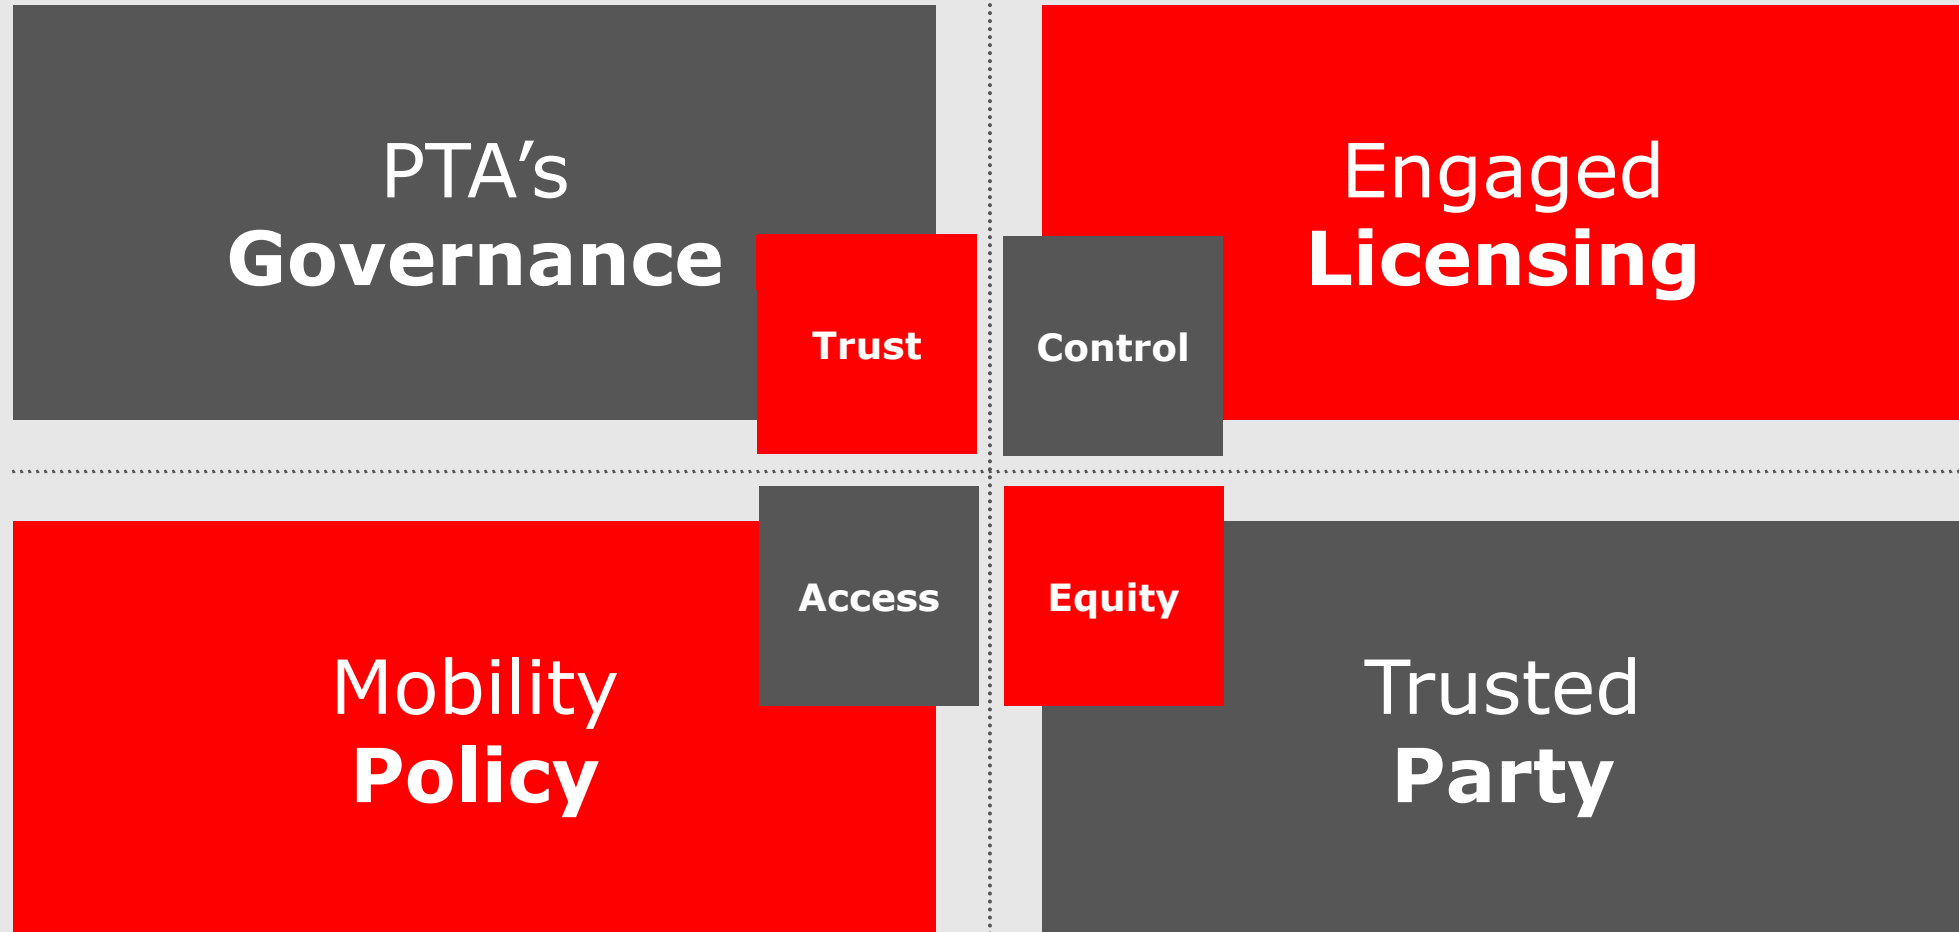 PTA’s
Governance
Trust
Engaged
Licensing
Control
Mobility
Policy
Access
Trusted
Party
Equity